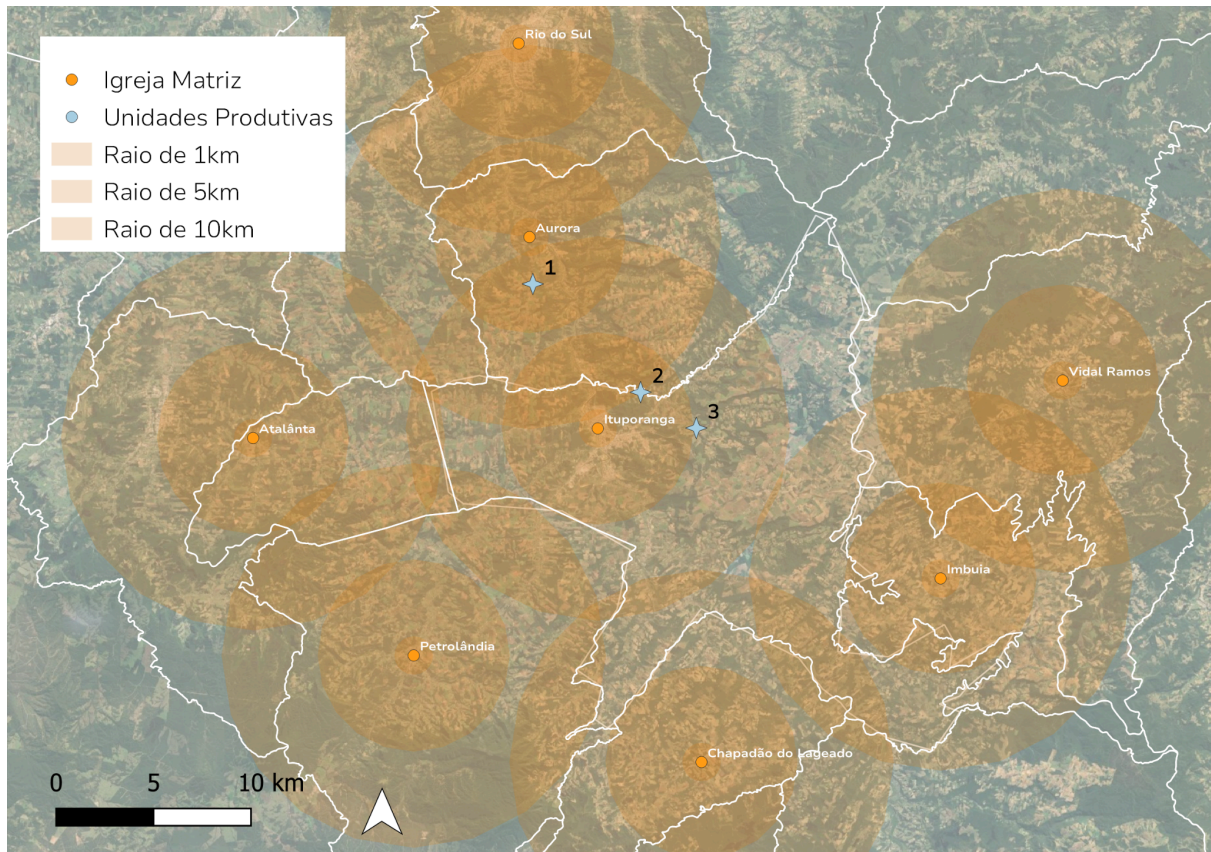 Rio do Sul
Igreja Matriz
Unidades Produtivas
Raio de 1km
Raio de 5km
Raio de 10km
Aurora
1
Vidal Ramos
2
3
Ituporanga
Atalânta
Imbuia
Petrolândia
Chapadão do Lageado
0 5 10 km